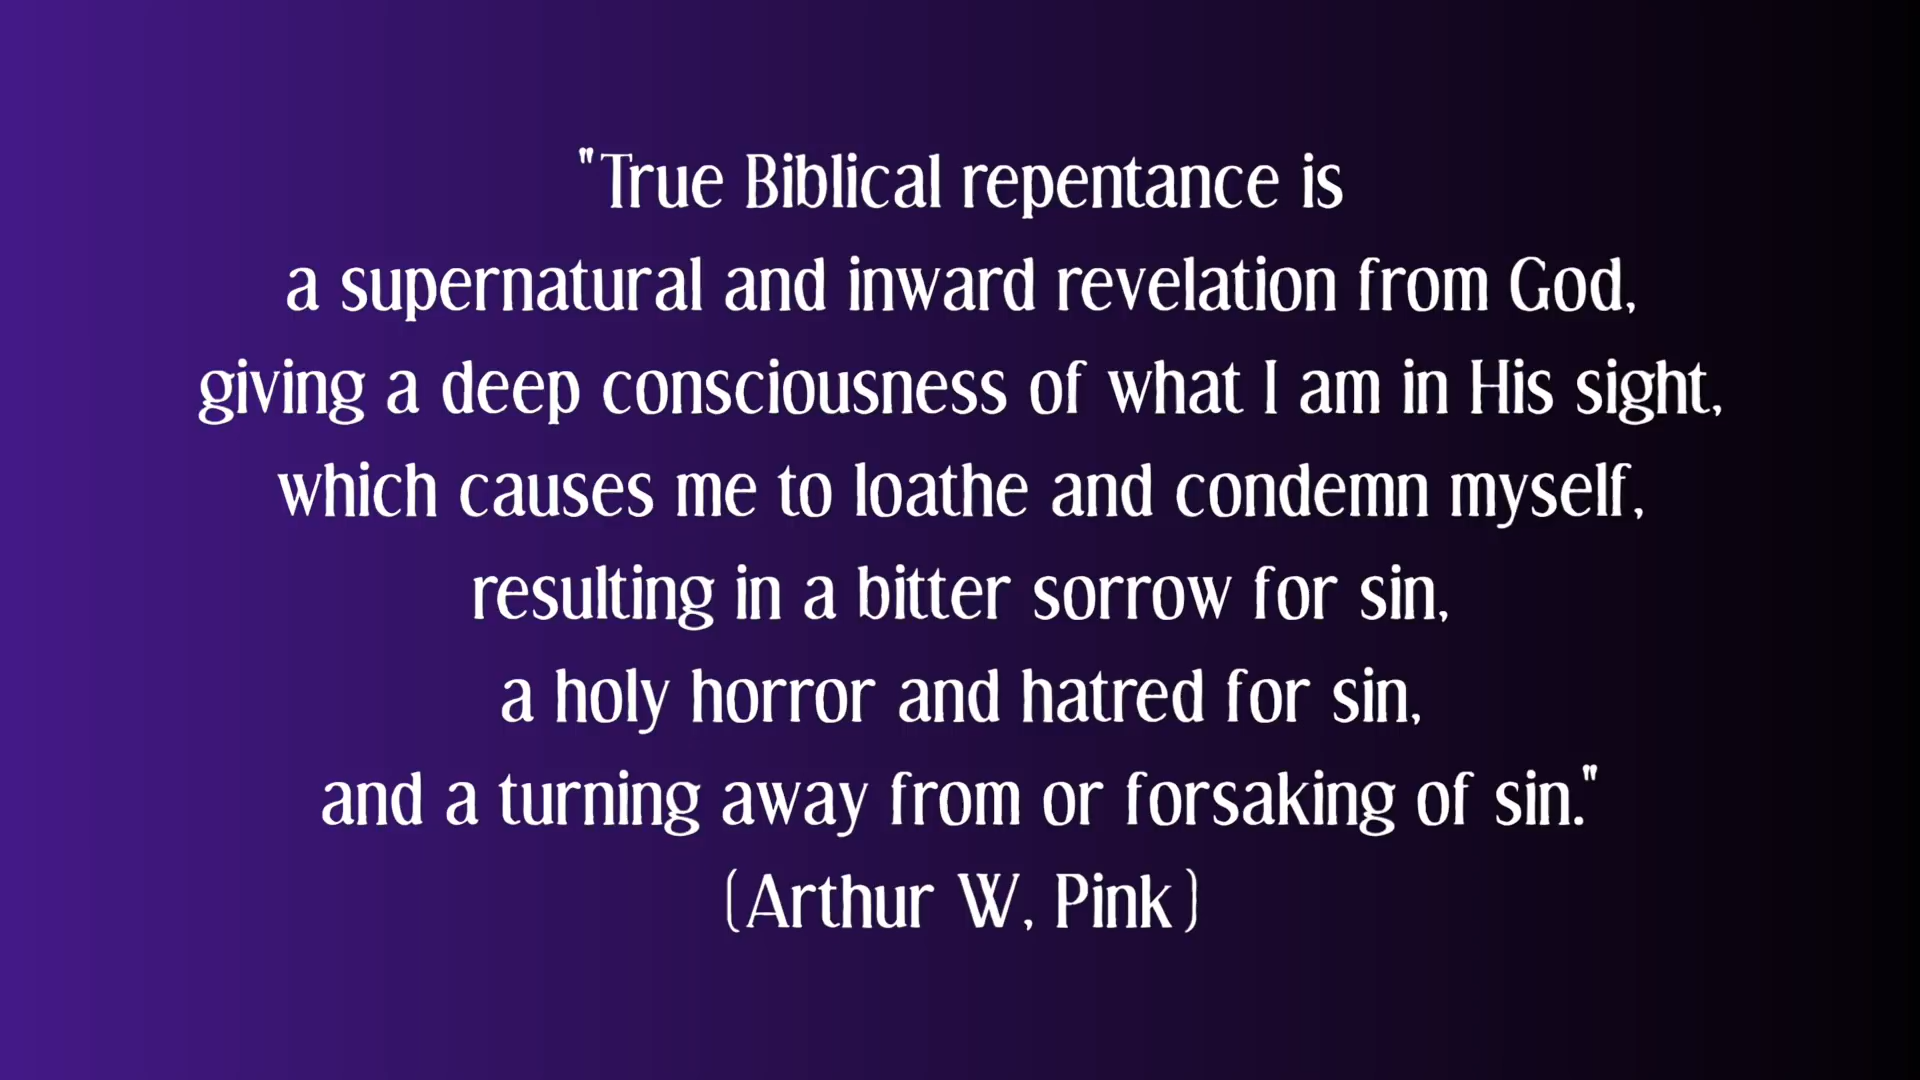 "True Biblical repentance is
a supernatural and inward revelation from God,
giving a deep consciousness of what I am in His sight,
which causes me to loathe and condemn myself,
resulting in a bitter sorrow for sin,
a holy horror and hatred for sin,
and a turning away from or forsaking of sin."
(Arthur W, Pink)